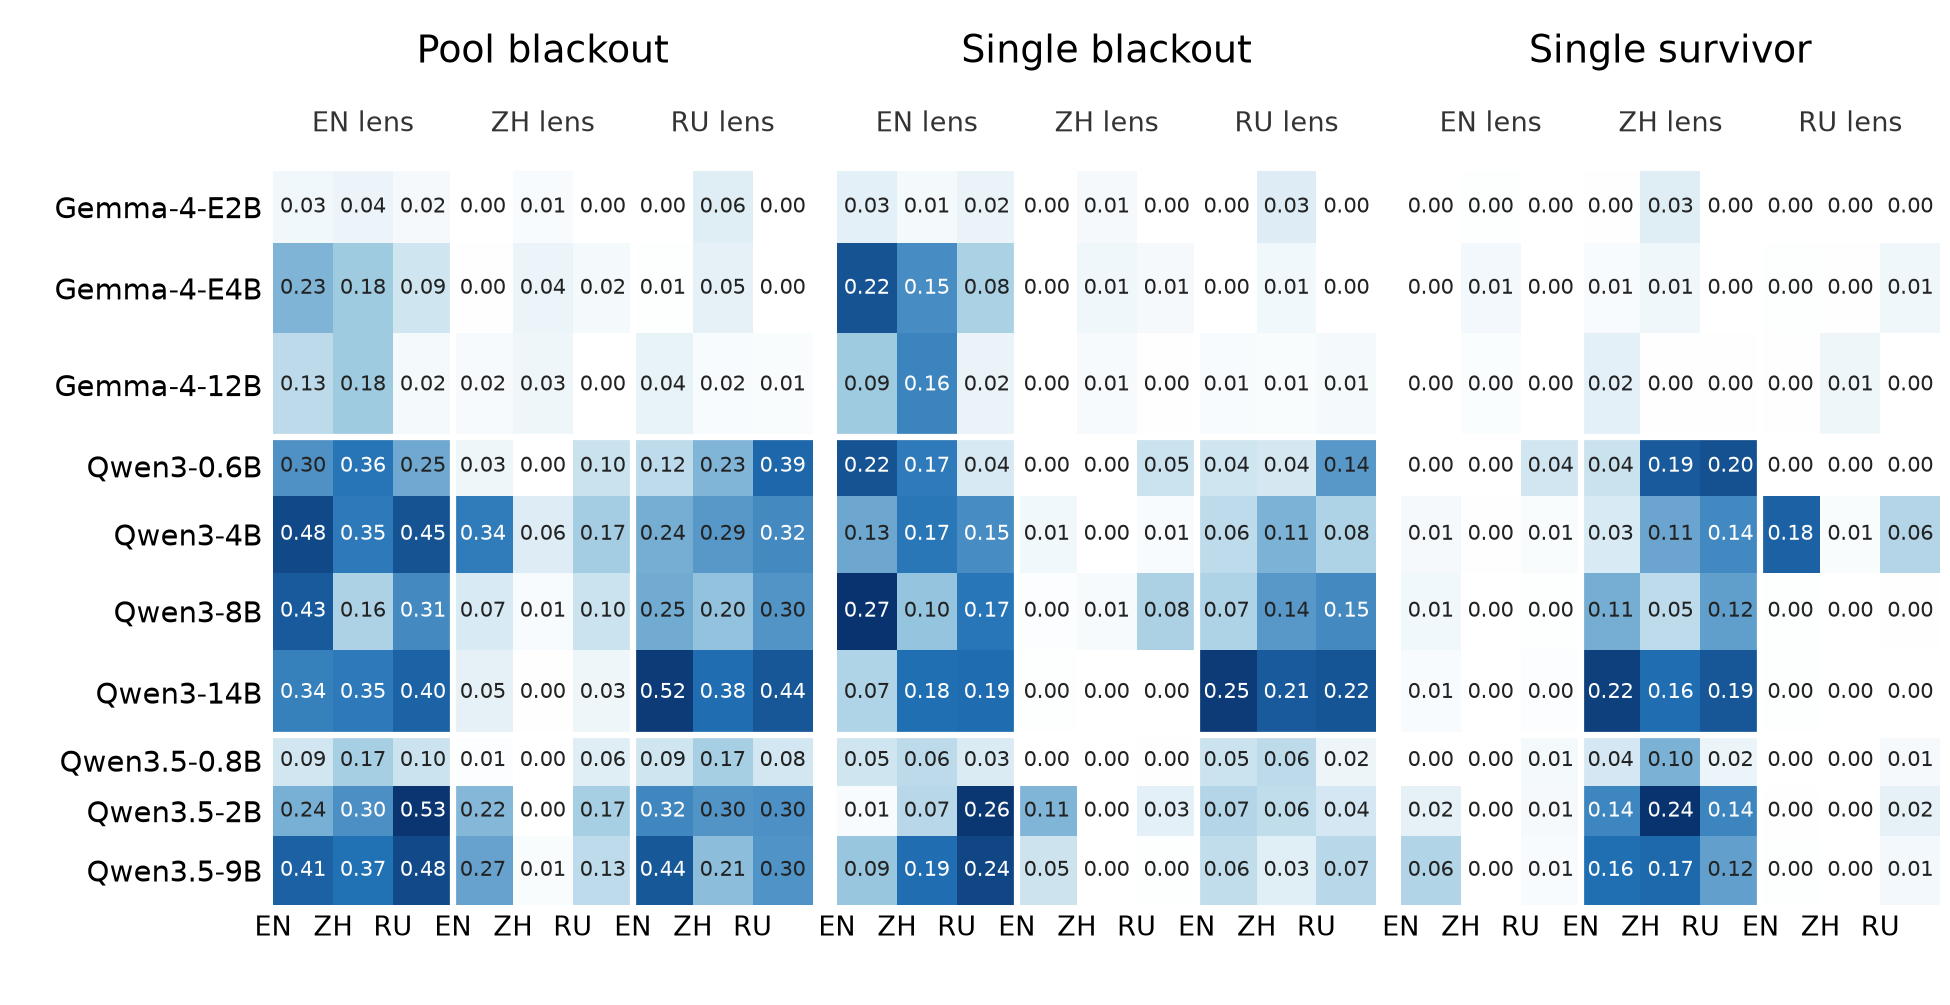 Pool blackout Single blackout Single survivor
EN lens ZH lens RU lens EN lens ZH lens RU lens EN lens ZH lens RU lens
Gemma-4-E2B 0.03 0.04 0.02 0.00 0.01 0.00 0.00 0.06 0.00 0.03 0.01 0.02 0.00 0.01 0.00 0.00 0.03 0.00 0.00 0.00 0.00 0.00 0.03 0.00 0.00 0.00 0.00
Gemma-4-E4B 0.23 0.18 0.09 0.00 0.04 0.02 0.01 0.05 0.00 0.22 0.15 0.08 0.00 0.01 0.01 0.00 0.01 0.00 0.00 0.01 0.00 0.01 0.01 0.00 0.00 0.00 0.01
Gemma-4-12B 0.13 0.18 0.02 0.02 0.03 0.00 0.04 0.02 0.01 0.09 0.16 0.02 0.00 0.01 0.00 0.01 0.01 0.01 0.00 0.00 0.00 0.02 0.00 0.00 0.00 0.01 0.00
Qwen3-0.6B 0.30 0.36 0.25 0.03 0.00 0.10 0.12 0.23 0.39 0.22 0.17 0.04 0.00 0.00 0.05 0.04 0.04 0.14 0.00 0.00 0.04 0.04 0.19 0.20 0.00 0.00 0.00
Qwen3-4B 0.48 0.35 0.45 0.34 0.06 0.17 0.24 0.29 0.32 0.13 0.17 0.15 0.01 0.00 0.01 0.06 0.11 0.08 0.01 0.00 0.01 0.03 0.11 0.14 0.18 0.01 0.06
Qwen3-8B 0.43 0.16 0.31 0.07 0.01 0.10 0.25 0.20 0.30 0.27 0.10 0.17 0.00 0.01 0.08 0.07 0.14 0.15 0.01 0.00 0.00 0.11 0.05 0.12 0.00 0.00 0.00
Qwen3-14B 0.34 0.35 0.40 0.05 0.00 0.03 0.52 0.38 0.44 0.07 0.18 0.19 0.00 0.00 0.00 0.25 0.21 0.22 0.01 0.00 0.00 0.22 0.16 0.19 0.00 0.00 0.00
Qwen3.5-0.8B 0.09 0.17 0.10 0.01 0.00 0.06 0.09 0.17 0.08 0.05 0.06 0.03 0.00 0.00 0.00 0.05 0.06 0.02 0.00 0.00 0.01 0.04 0.10 0.02 0.00 0.00 0.01
Qwen3.5-2B 0.24 0.30 0.53 0.22 0.00 0.17 0.32 0.30 0.30 0.01 0.07 0.26 0.11 0.00 0.03 0.07 0.06 0.04 0.02 0.00 0.01 0.14 0.24 0.14 0.00 0.00 0.02
Qwen3.5-9B 0.41 0.37 0.48 0.27 0.01 0.13 0.44 0.21 0.30 0.09 0.19 0.24 0.05 0.00 0.00 0.06 0.03 0.07 0.06 0.00 0.01 0.16 0.17 0.12 0.00 0.00 0.01
EN ZH RU EN ZH RU EN ZH RU EN ZH RU EN ZH RU EN ZH RU EN ZH RU EN ZH RU EN ZH RU